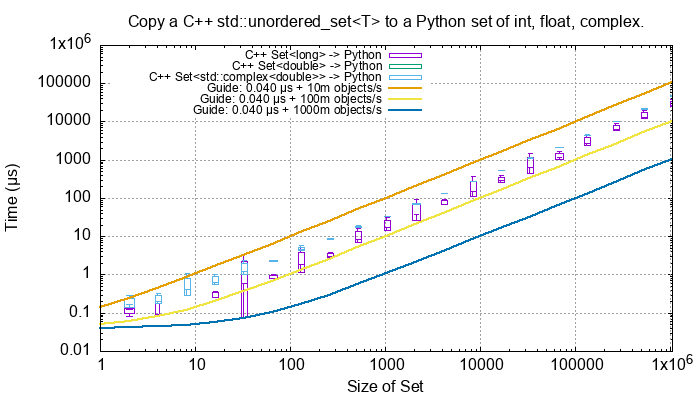 Copy a C++ std::unordered_set<T> to a Python set of int, float, complex.
1x10⁶
100000
10000
1000
100
10
1
0.1
0.01
Time (µs)
C++ Set<long> -> Python
C++ Set<double> -> Python
C++ Set<std::complex<double>> -> Python
Guide: 0.040 µs + 10m objects/s
Guide: 0.040 µs + 100m objects/s
Guide: 0.040 µs + 1000m objects/s
1 10 100 1000 10000 100000 1x10⁶
Size of Set